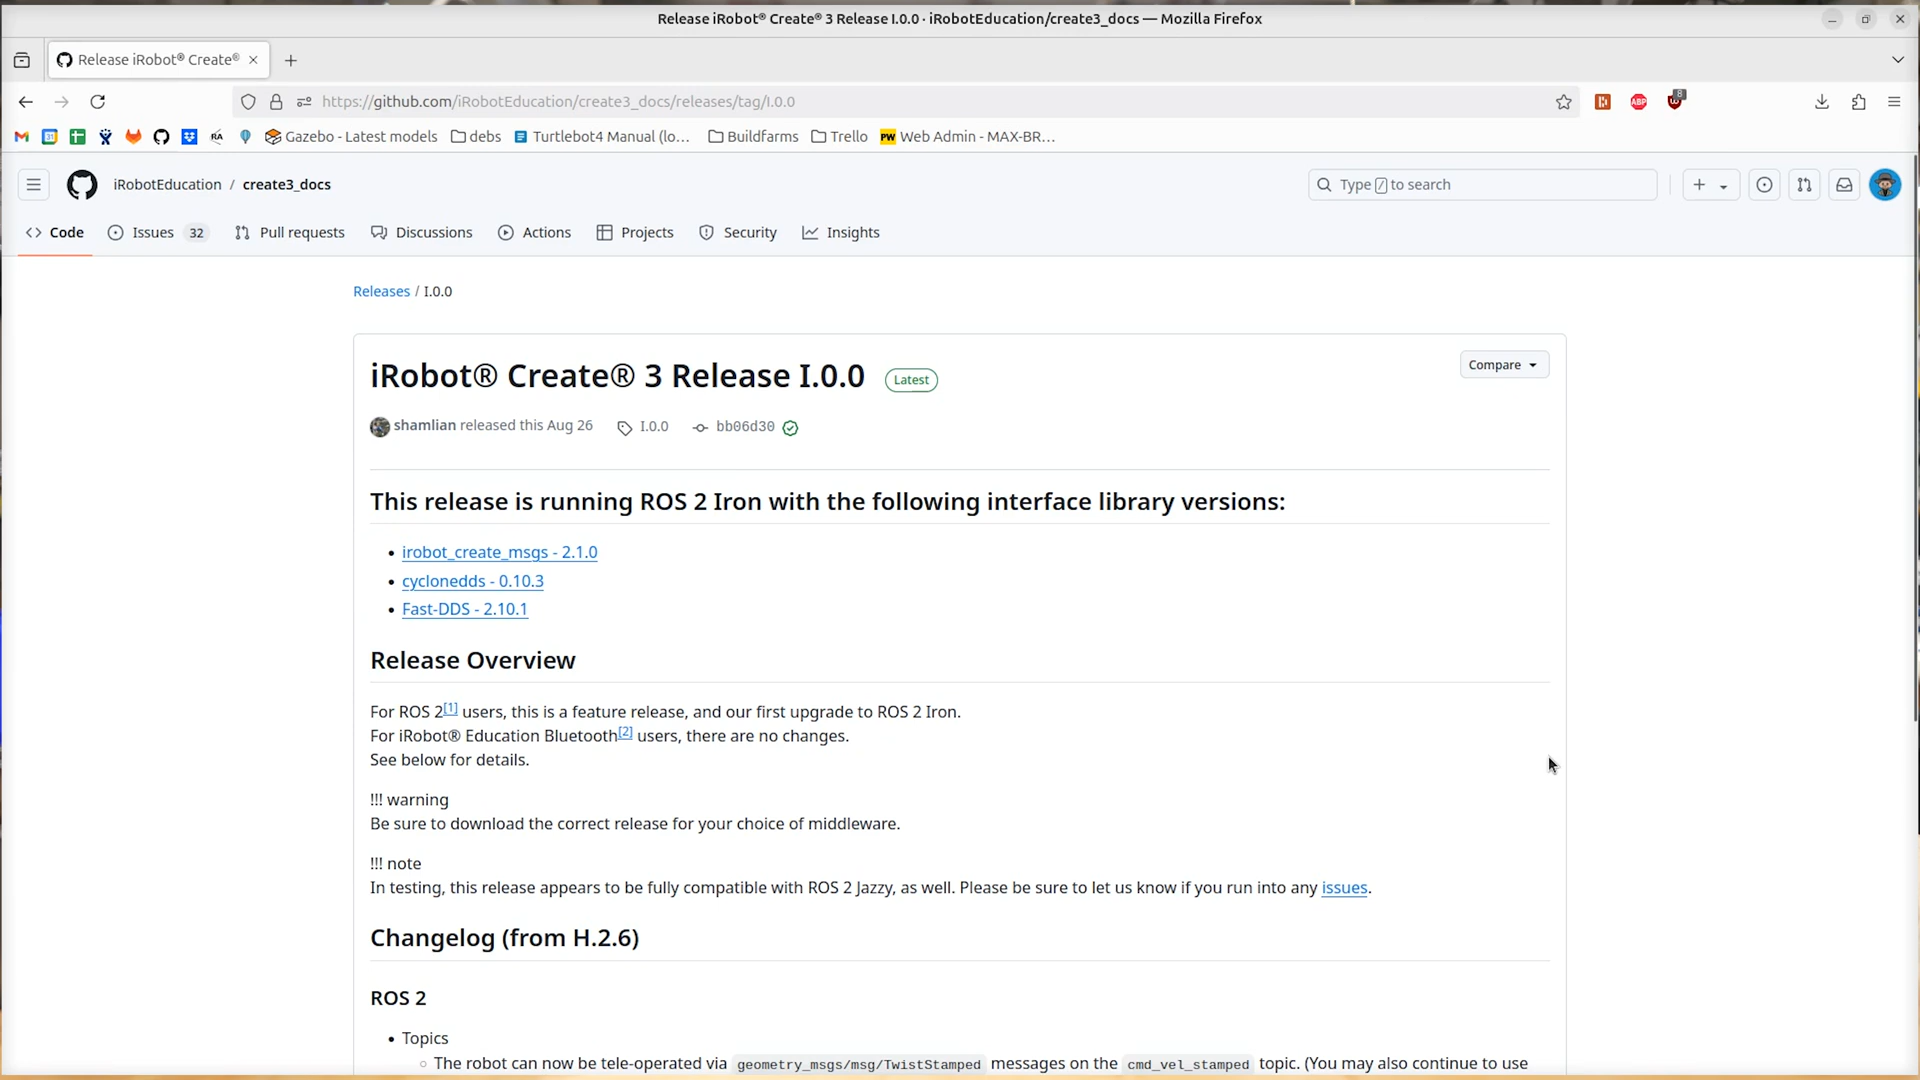 Release iRobot® Create® 3 Release I.0.0 · iRobotEducation/create3_docs — Mozilla Firefox
Release iRobot® Create®
https://github.com/iRobotEducation/create3_docs/releases/tag/I.0.0
ABP
8
31
RA
Gazebo - Latest models
debs
Turtlebot4 Manual (lo…
Buildfarms
Trello
PW
Web Admin - MAX-BR…
iRobotEducation / create3_docs
Type / to search
Code
Issues 32
Pull requests
Discussions
Actions
Projects
Security
Insights
Releases / I.0.0
iRobot® Create® 3 Release I.0.0 Latest
Compare
shamlian released this Aug 26
I.0.0
bb06d30
This release is running ROS 2 Iron with the following interface library versions:
• irobot_create_msgs - 2.1.0
• cyclonedds - 0.10.3
• Fast-DDS - 2.10.1
Release Overview
For ROS 2[1] users, this is a feature release, and our first upgrade to ROS 2 Iron.
For iRobot® Education Bluetooth[2] users, there are no changes.
See below for details.
!!! warning
Be sure to download the correct release for your choice of middleware.
!!! note
In testing, this release appears to be fully compatible with ROS 2 Jazzy, as well. Please be sure to let us know if you run into any issues.
Changelog (from H.2.6)
ROS 2
• Topics
○ The robot can now be tele-operated via geometry_msgs/msg/TwistStamped messages on the cmd_vel_stamped topic. (You may also continue to use